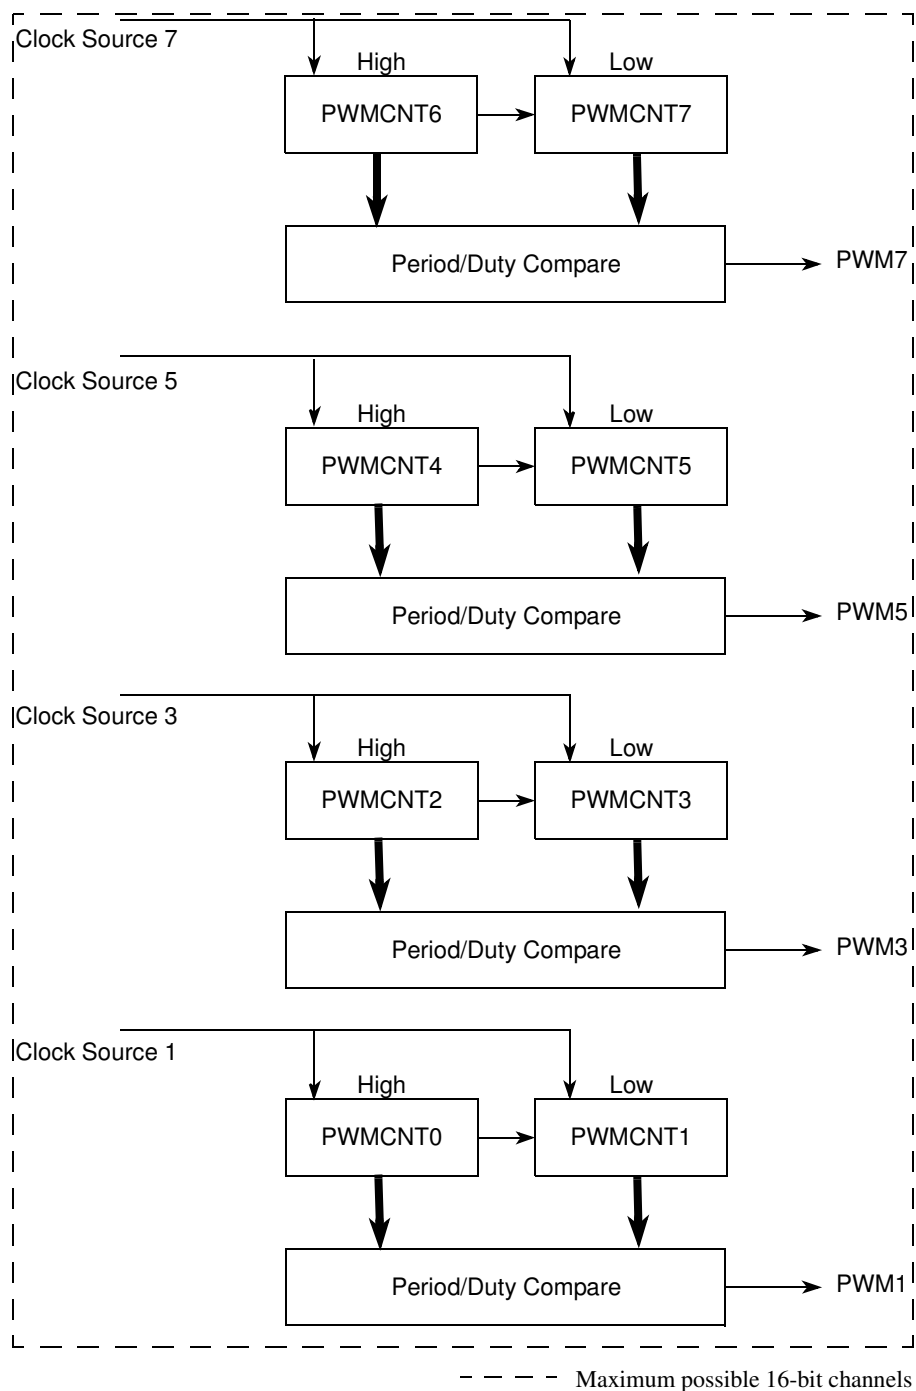 Clock Source 7
High
Low
PWMCNT6
PWMCNT7
Period/Duty Compare
PWM7
Clock Source 5
High
Low
PWMCNT4
PWMCNT5
Period/Duty Compare
PWM5
Clock Source 3
High
Low
PWMCNT2
PWMCNT3
Period/Duty Compare
PWM3
Clock Source 1
High
Low
PWMCNT0
PWMCNT1
Period/Duty Compare
PWM1
Maximum possible 16-bit channels